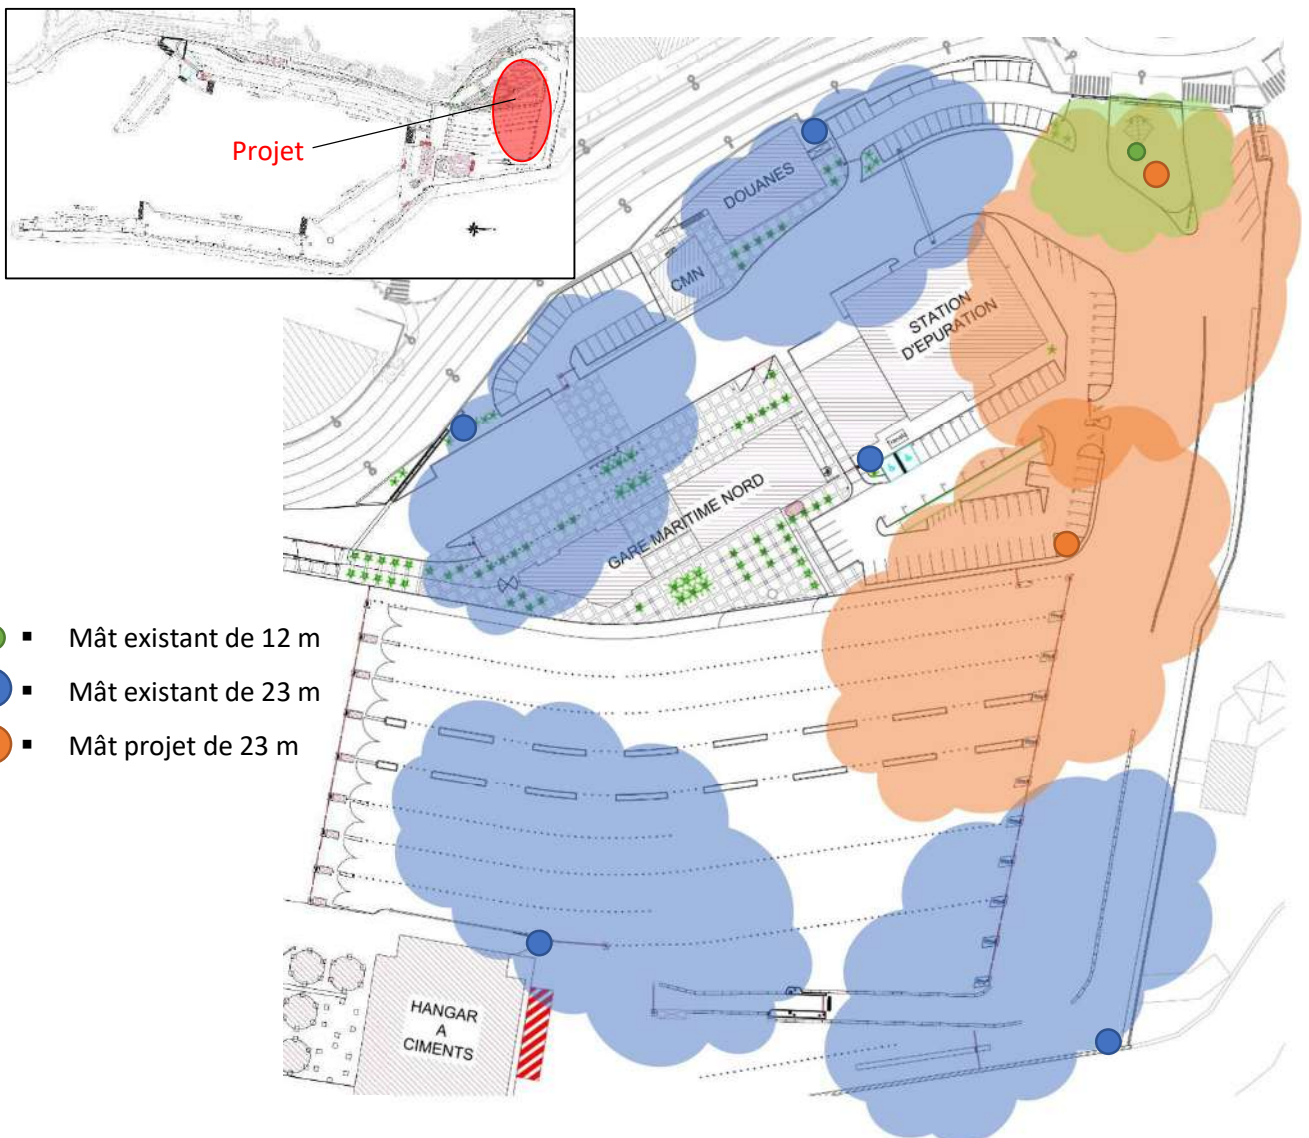 Projet
DOUANES
CMN
STATION
D'EPURATION
GARE MARITIME NORD
▪ Mât existant de 12 m
▪ Mât existant de 23 m
▪ Mât projet de 23 m
HANGAR
A
CIMENTS